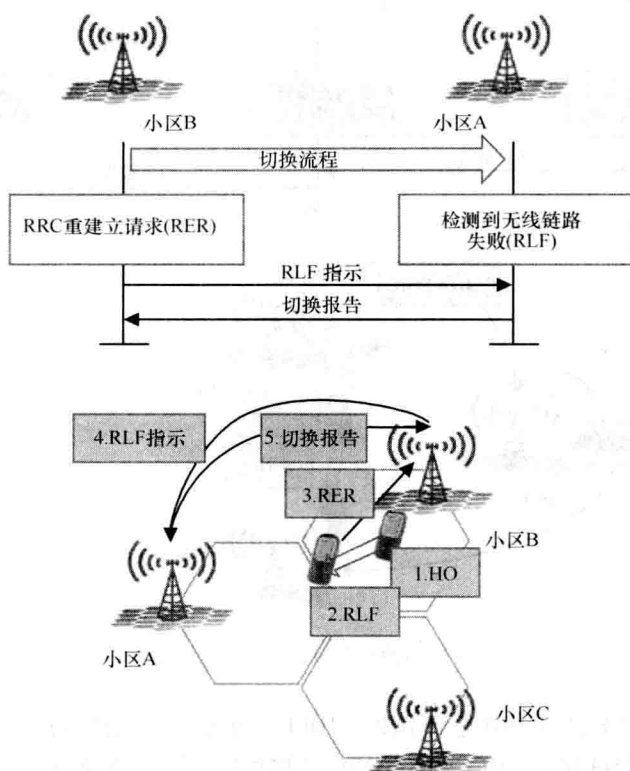 小区B
小区A
切换流程
RRC重建立请求(RER)
检测到无线链路
失败(RLF)
RLF 指示
切换报告
4.RLF指示
5.切换报告
3.RER
小区B
1.HO
2.RLF
小区A
小区C